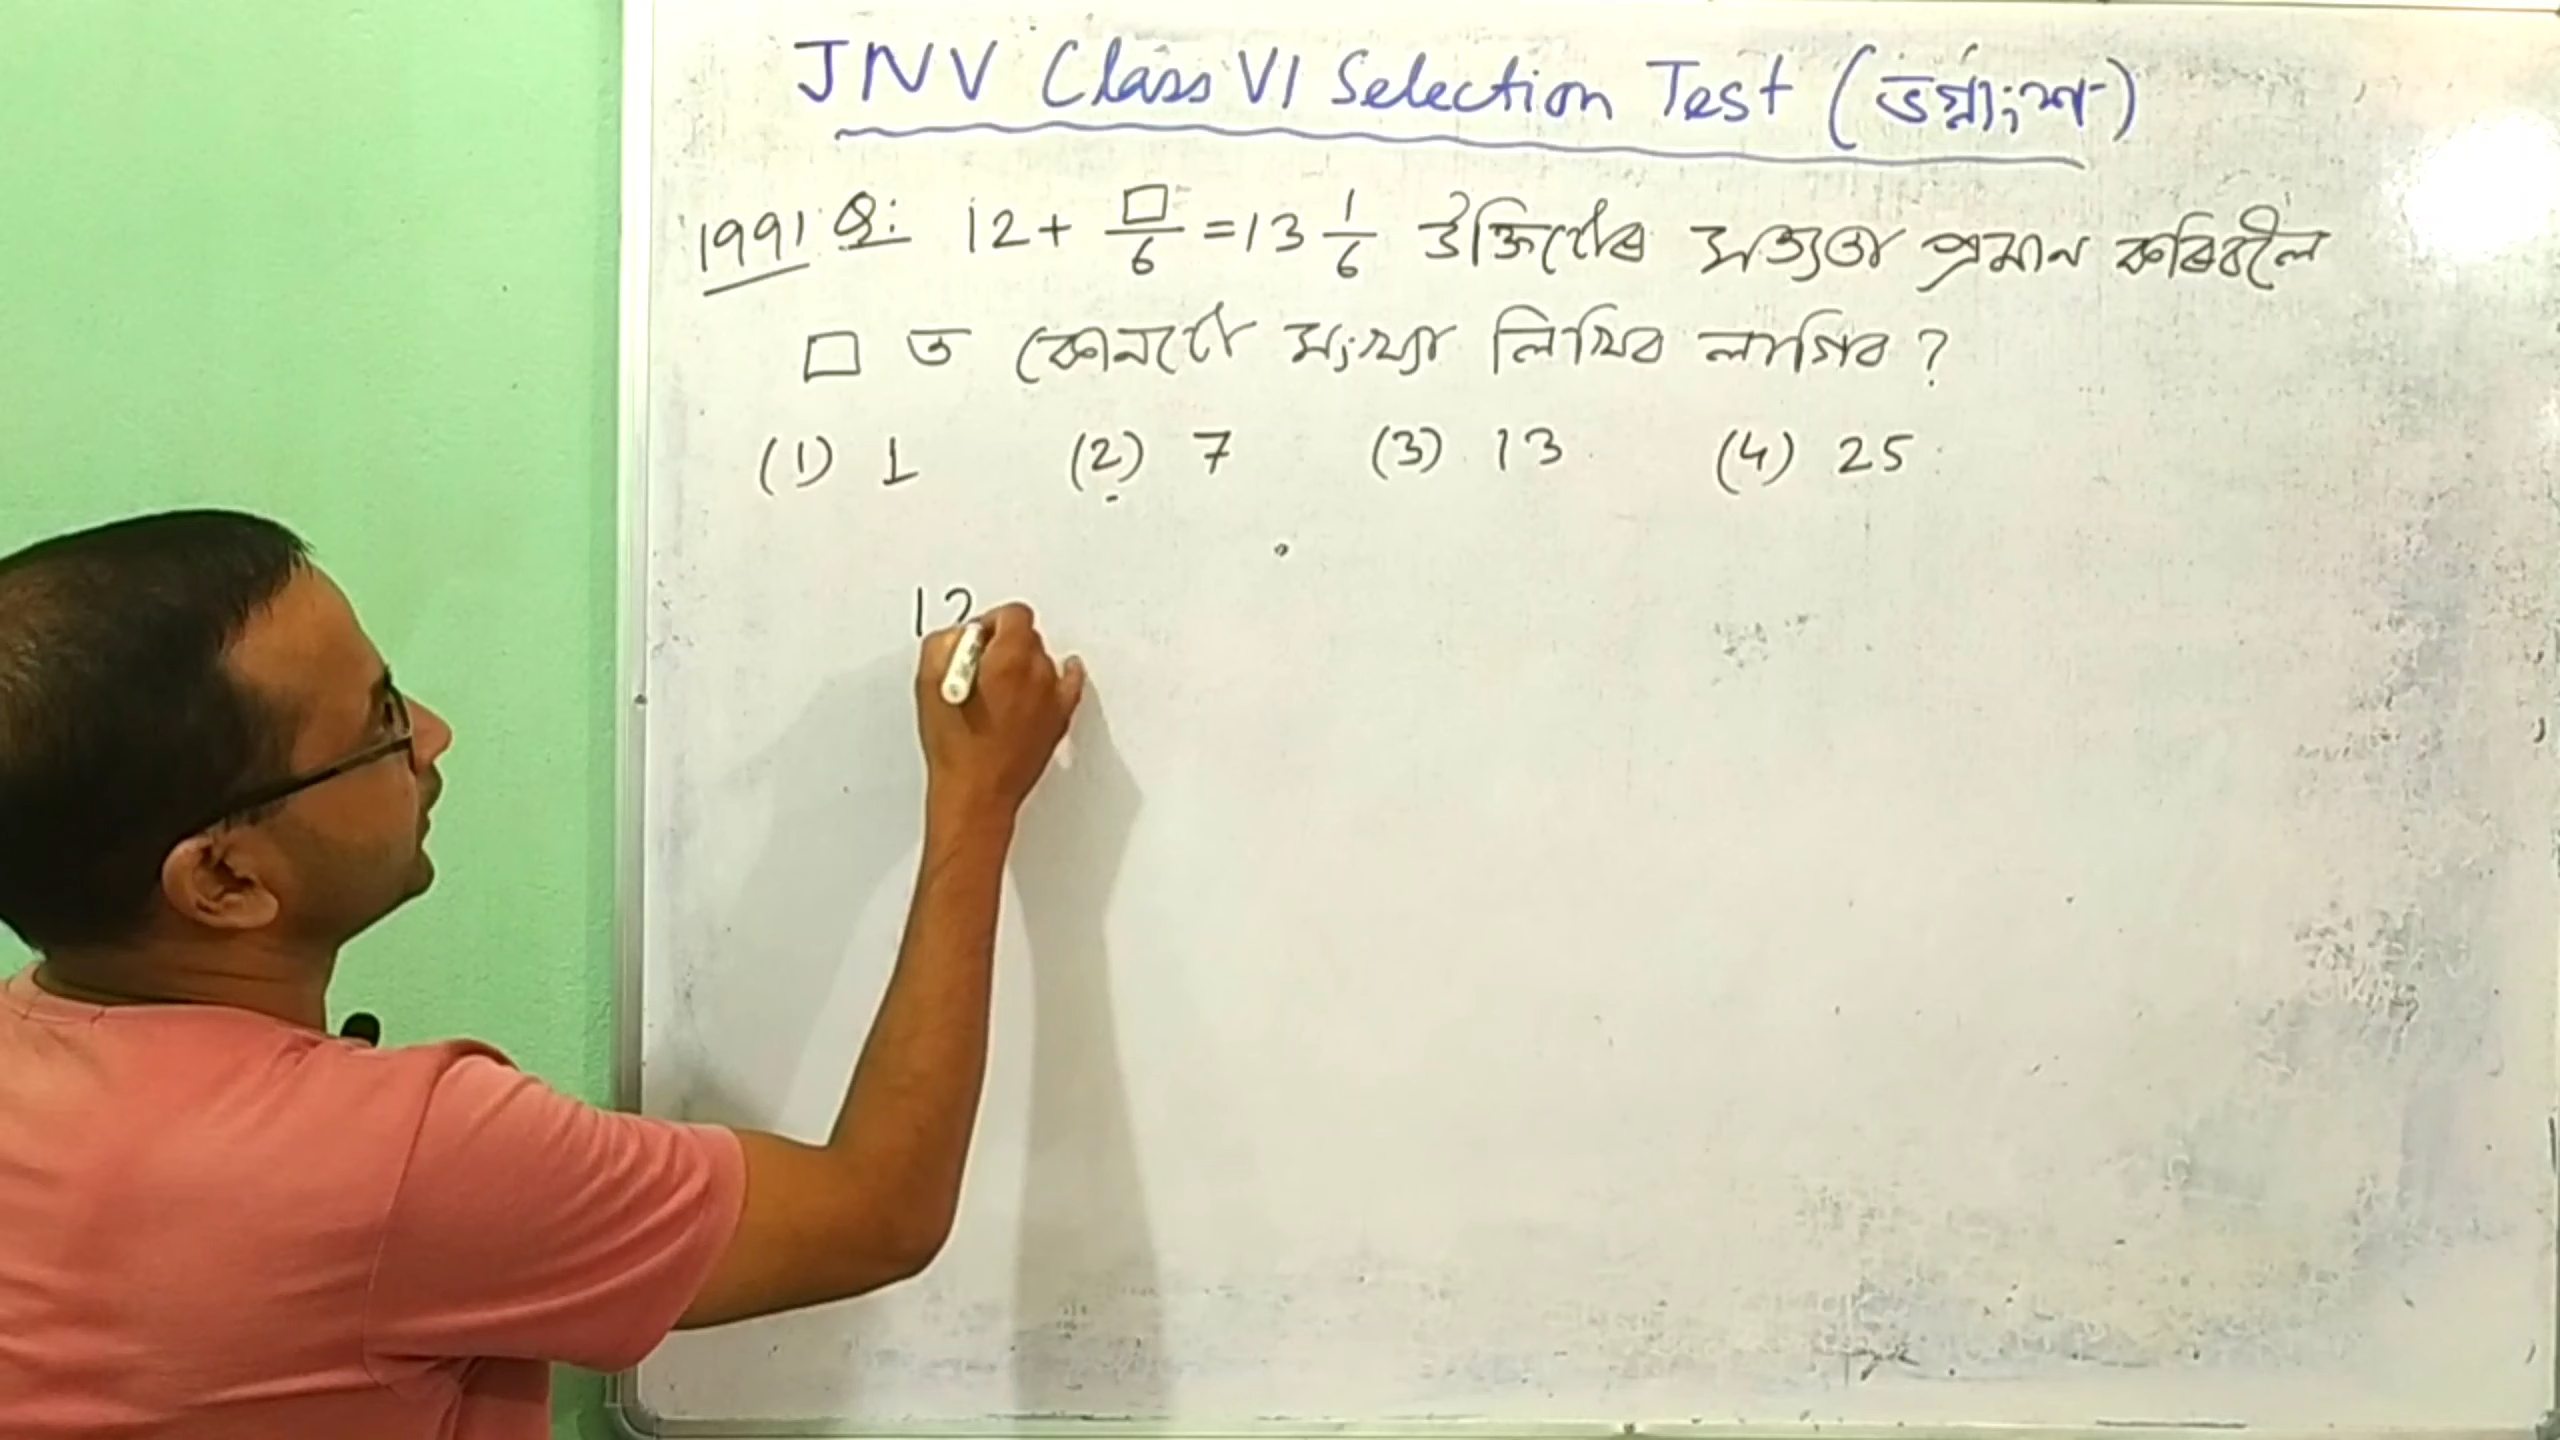 JNV Class VI Selection Test (ভগ্নাংশ)
1991 Q: 12 + □/6 = 13 1/6 উক্তিটোৰ সত্যতা প্ৰমান কৰিবলৈ
□ ত কোনটো সংখ্যা লিখিব লাগিব ?
(1) 1 (2) 7 (3) 13 (4) 25
12